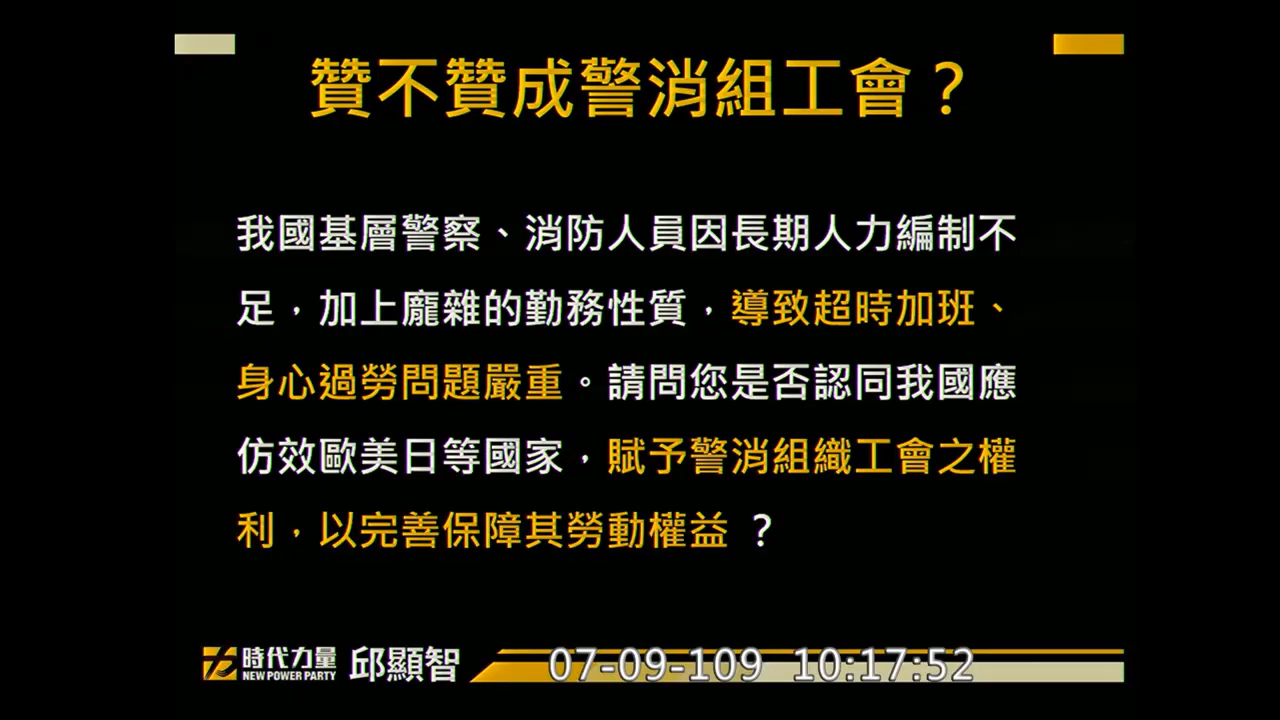 贊不贊成警消組工會？
我國基層警察、消防人員因長期人力編制不
足，加上龐雜的勤務性質，導致超時加班、
身心過勞問題嚴重。請問您是否認同我國應
仿效歐美日等國家，賦予警消組織工會之權
利，以完善保障其勞動權益 ？
時代力量 邱顯智
NEW POWER PARTY
07-09-109 10:17:52